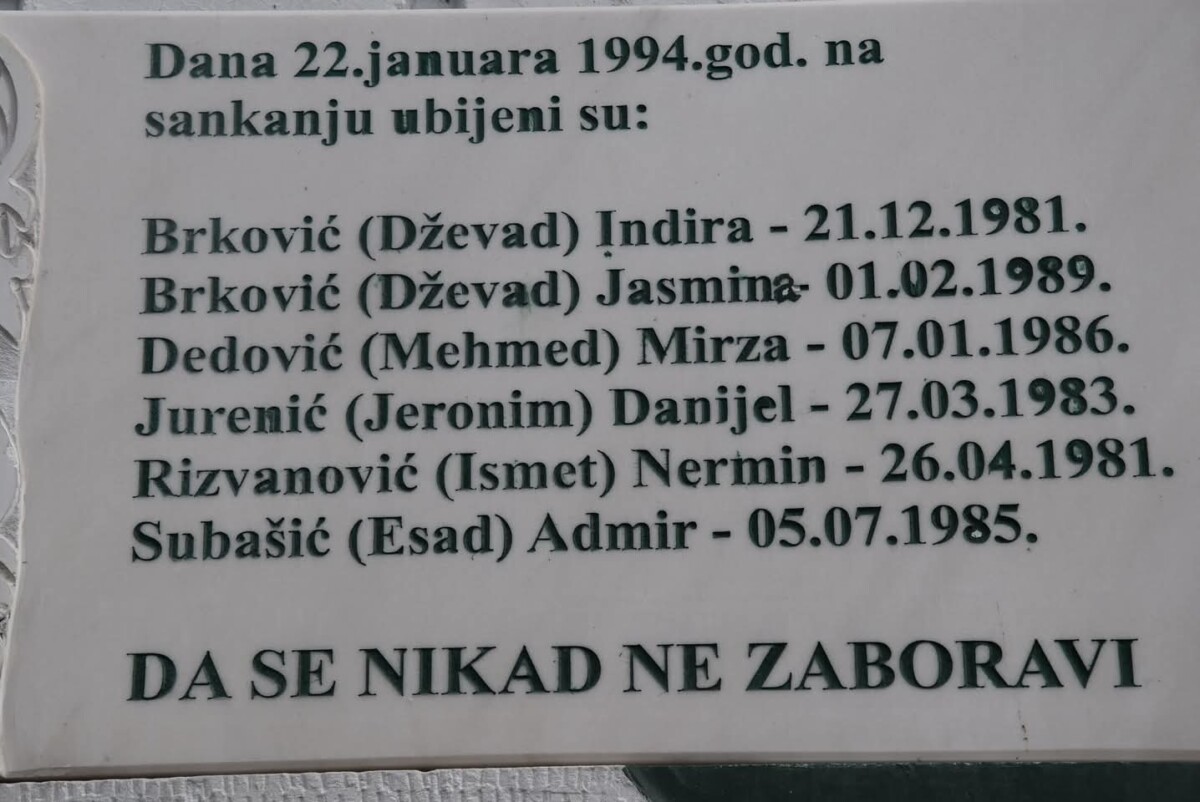 Dana 22.januara 1994.god. na
sankanju ubijeni su:
Brković (Dževad) Indira - 21.12.1981.
Brković (Dževad) Jasmina- 01.02.1989.
Dedović (Mehmed) Mirza - 07.01.1986.
Jurenić (Jeronim) Danijel - 27.03.1983.
Rizvanović (Ismet) Nermin - 26.04.1981.
Subašić (Esad) Admir - 05.07.1985.
DA SE NIKAD NE ZABORAVI